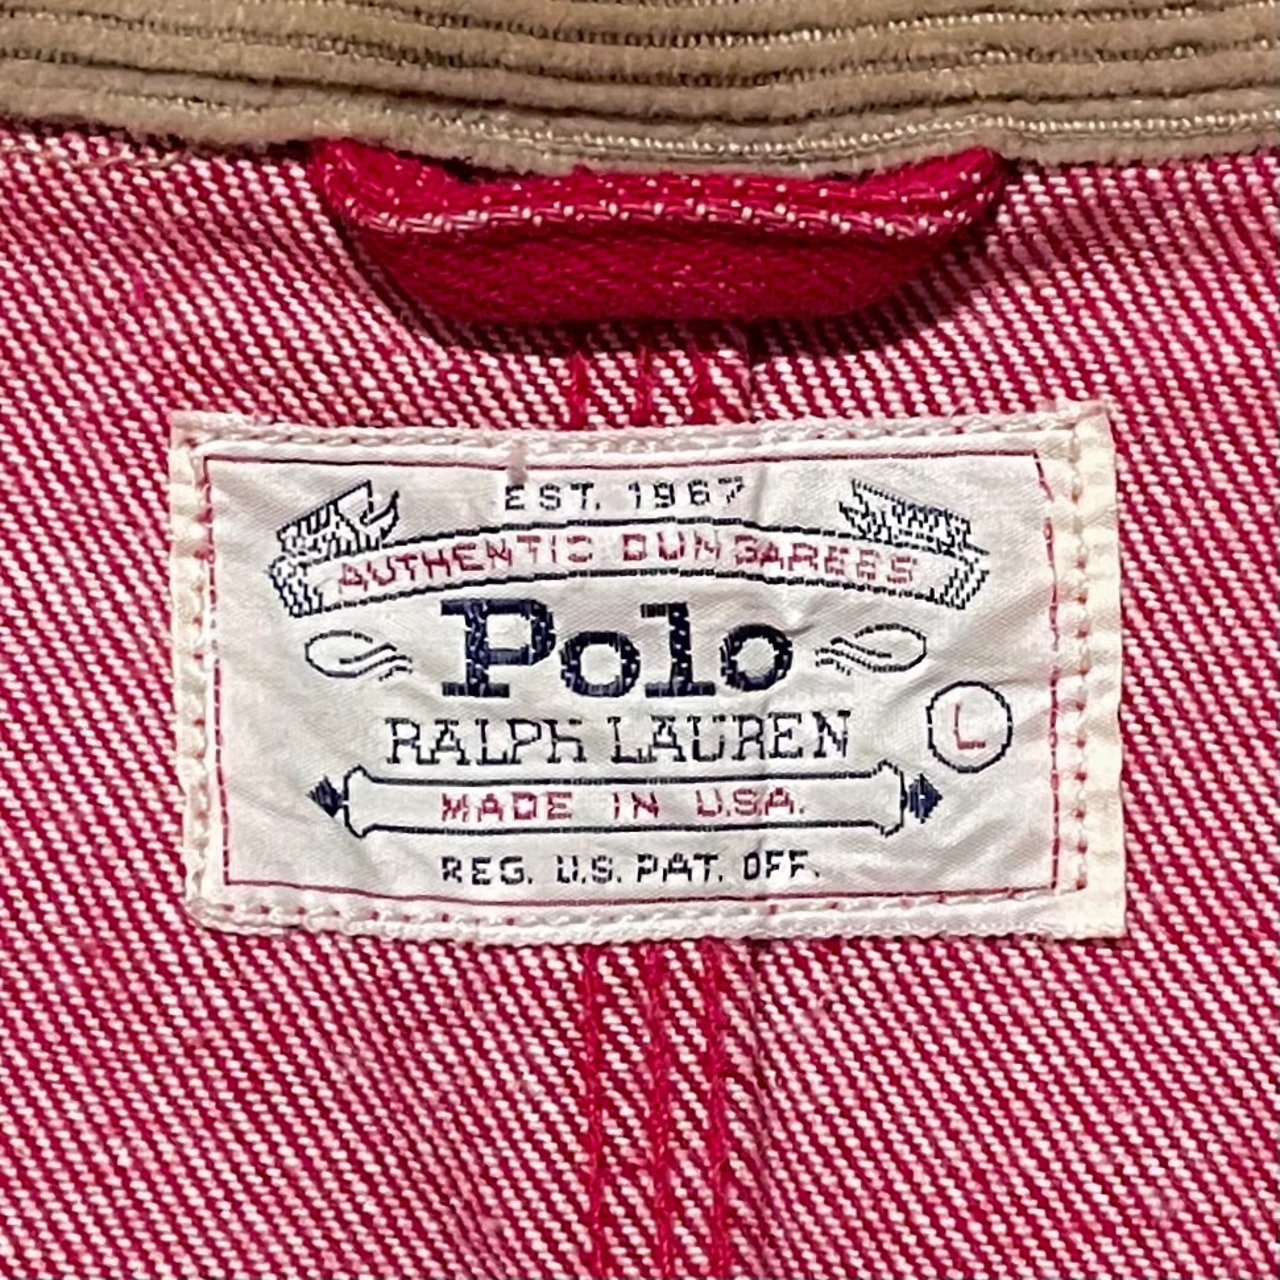 EST. 1967
AUTHENTIC DUNGAREES
Polo
RALPH LAUREN
L
MADE IN U.S.A.
REG. U.S. PAT. OFF.